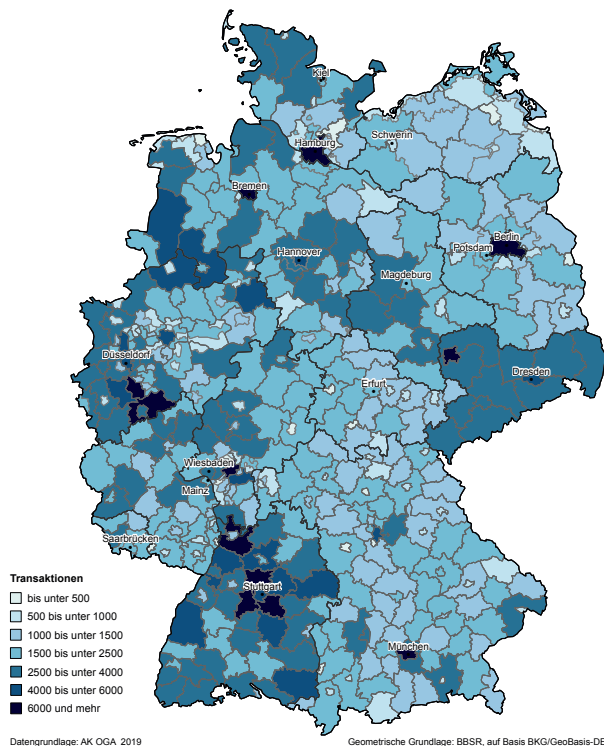 Kiel
Schwerin
Hamburg
Bremen
Berlin
Potsdam
Hannover
Magdeburg
Düsseldorf
Dresden
Erfurt
Wiesbaden
Mainz
Saarbrücken
Stuttgart
München
Transaktionen
bis unter 500
500 bis unter 1000
1000 bis unter 1500
1500 bis unter 2500
2500 bis unter 4000
4000 bis unter 6000
6000 und mehr
Datengrundlage: AK OGA 2019
Geometrische Grundlage: BBSR, auf Basis BKG/GeoBasis-DE